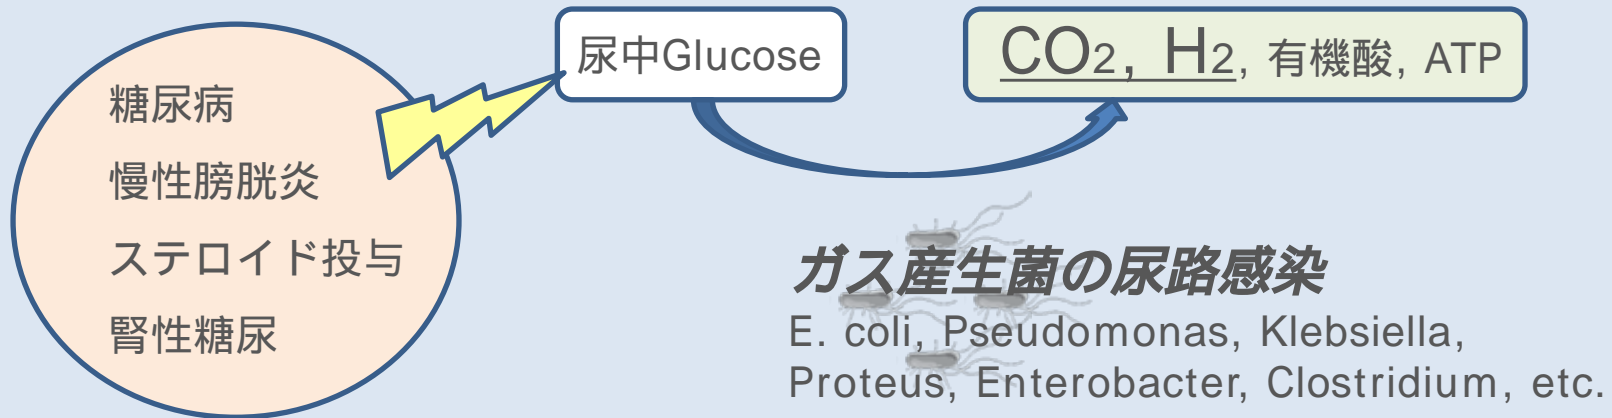 糖尿病
慢性膀胱炎
ステロイド投与
腎性糖尿
尿中Glucose
CO2, H2, 有機酸, ATP
ガス産生菌の尿路感染
E. coli, Pseudomonas, Klebsiella,
Proteus, Enterobacter, Clostridium, etc.